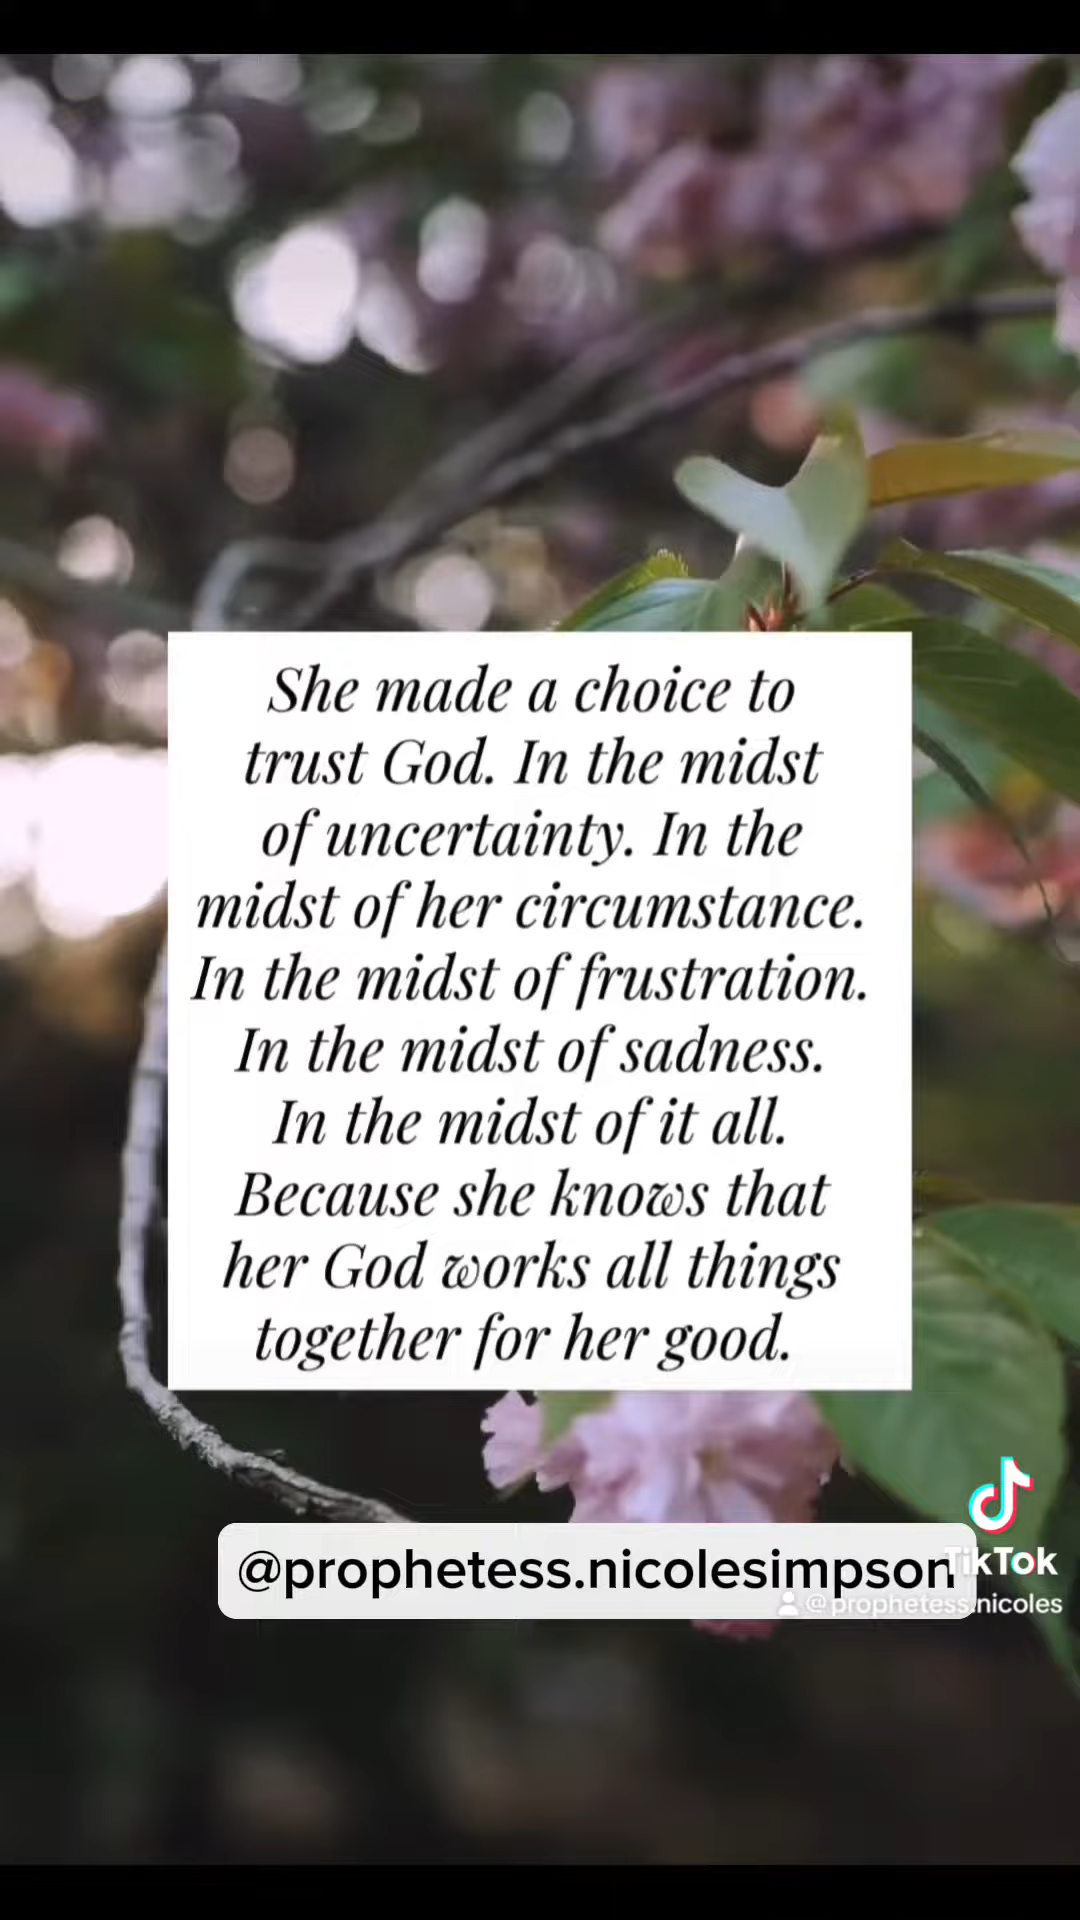 She made a choice to
trust God. In the midst
of uncertainty. In the
midst of her circumstance.
In the midst of frustration.
In the midst of sadness.
In the midst of it all.
Because she knows that
her God works all things
together for her good.
@prophetess.nicolesimpson
TikTok
@prophetess.nicoles